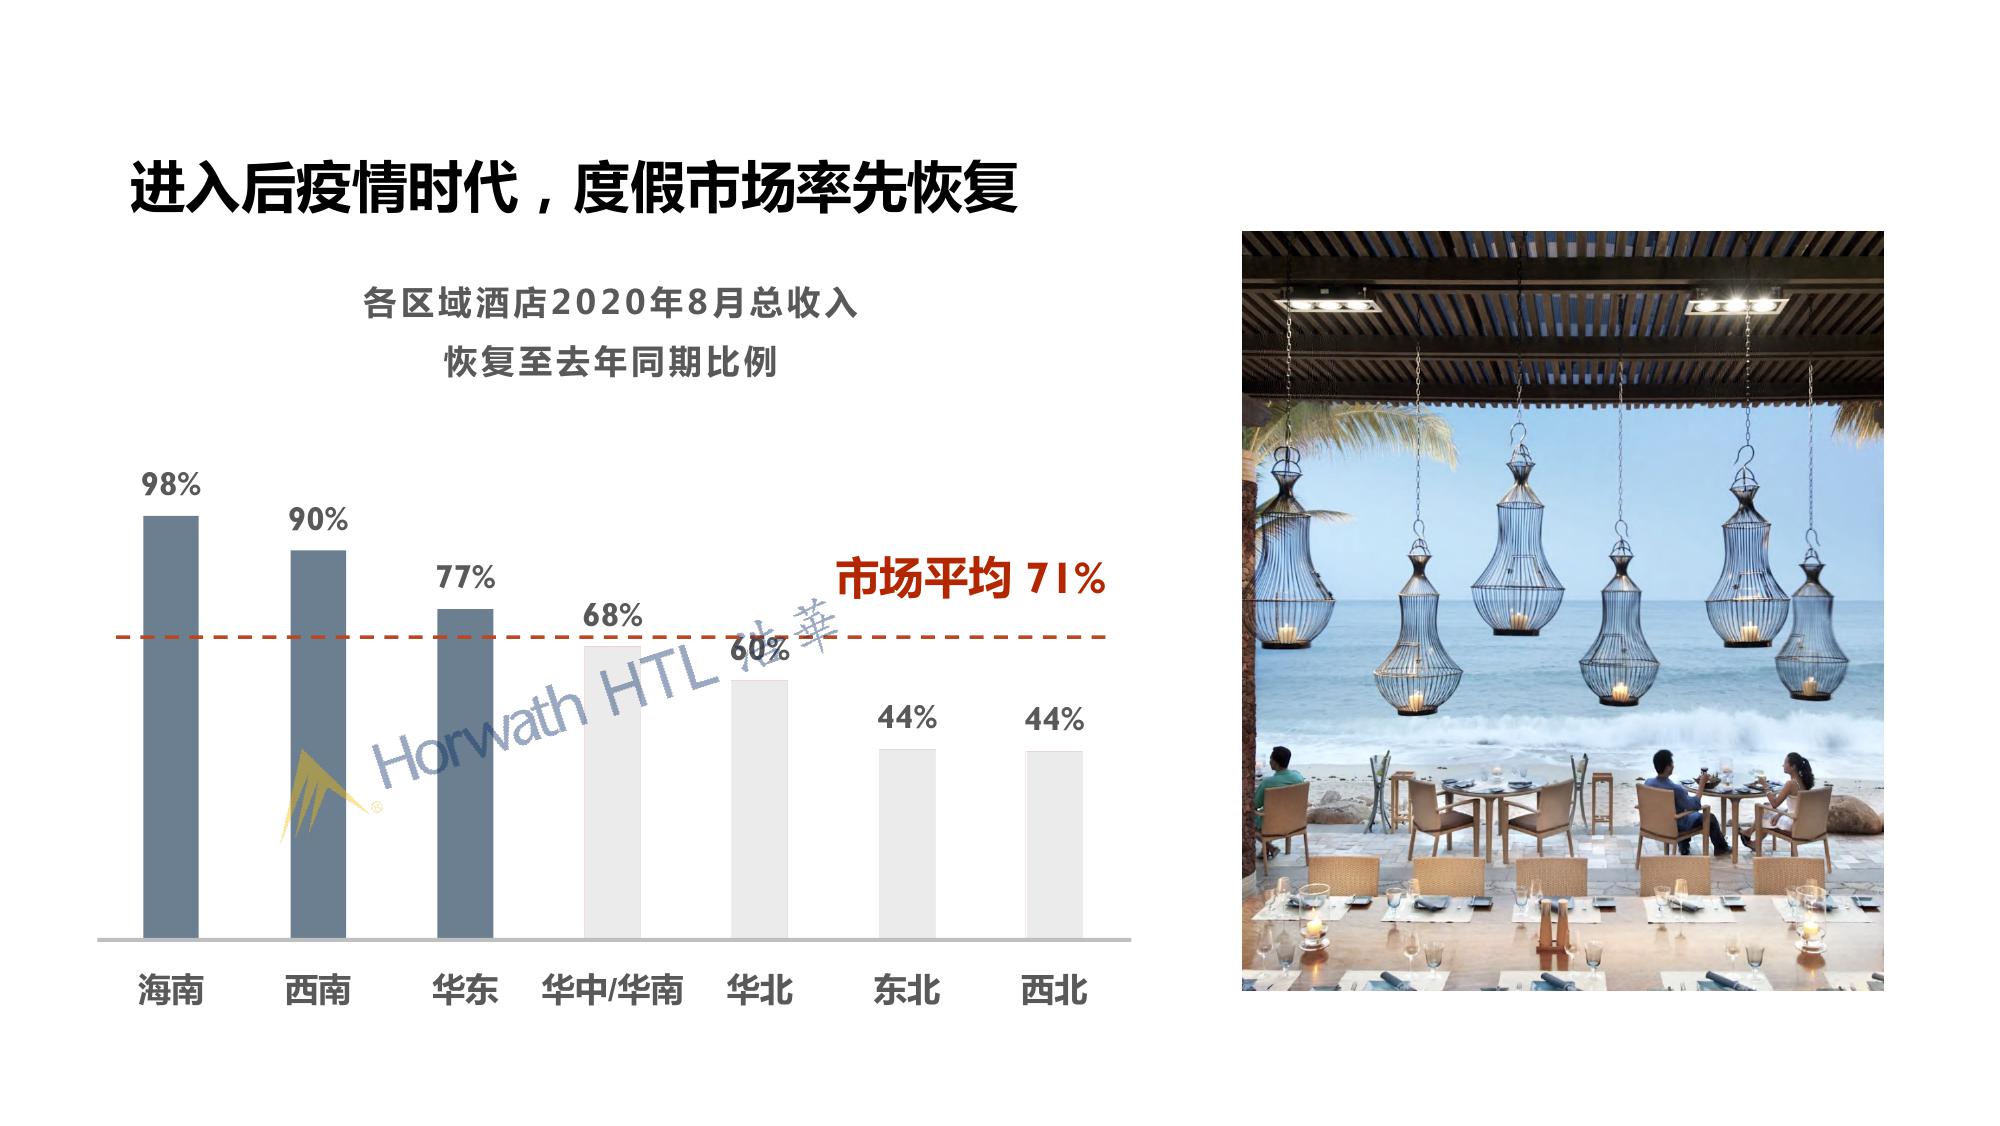 进入后疫情时代，度假市场率先恢复
各区域酒店2020年8月总收入
恢复至去年同期比例
98%
90%
77%
68%
60%
44%
44%
市场平均 71%
Horwath HTL 浩華
®
海南
西南
华东
华中/华南
华北
东北
西北